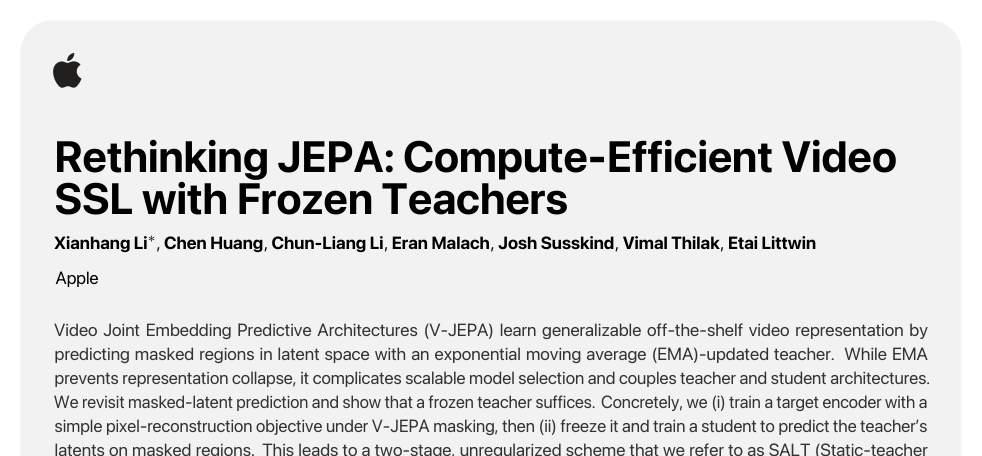 Rethinking JEPA: Compute-Efficient Video
SSL with Frozen Teachers
Xianhang Li*, Chen Huang, Chun-Liang Li, Eran Malach, Josh Susskind, Vimal Thilak, Etai Littwin
Apple
Video Joint Embedding Predictive Architectures (V-JEPA) learn generalizable off-the-shelf video representation by
predicting masked regions in latent space with an exponential moving average (EMA)-updated teacher. While EMA
prevents representation collapse, it complicates scalable model selection and couples teacher and student architectures.
We revisit masked-latent prediction and show that a frozen teacher suffices. Concretely, we (i) train a target encoder with a
simple pixel-reconstruction objective under V-JEPA masking, then (ii) freeze it and train a student to predict the teacher's
latents on masked regions. This leads to a two-stage, unregularized scheme that we refer to as SALT (Static-teacher